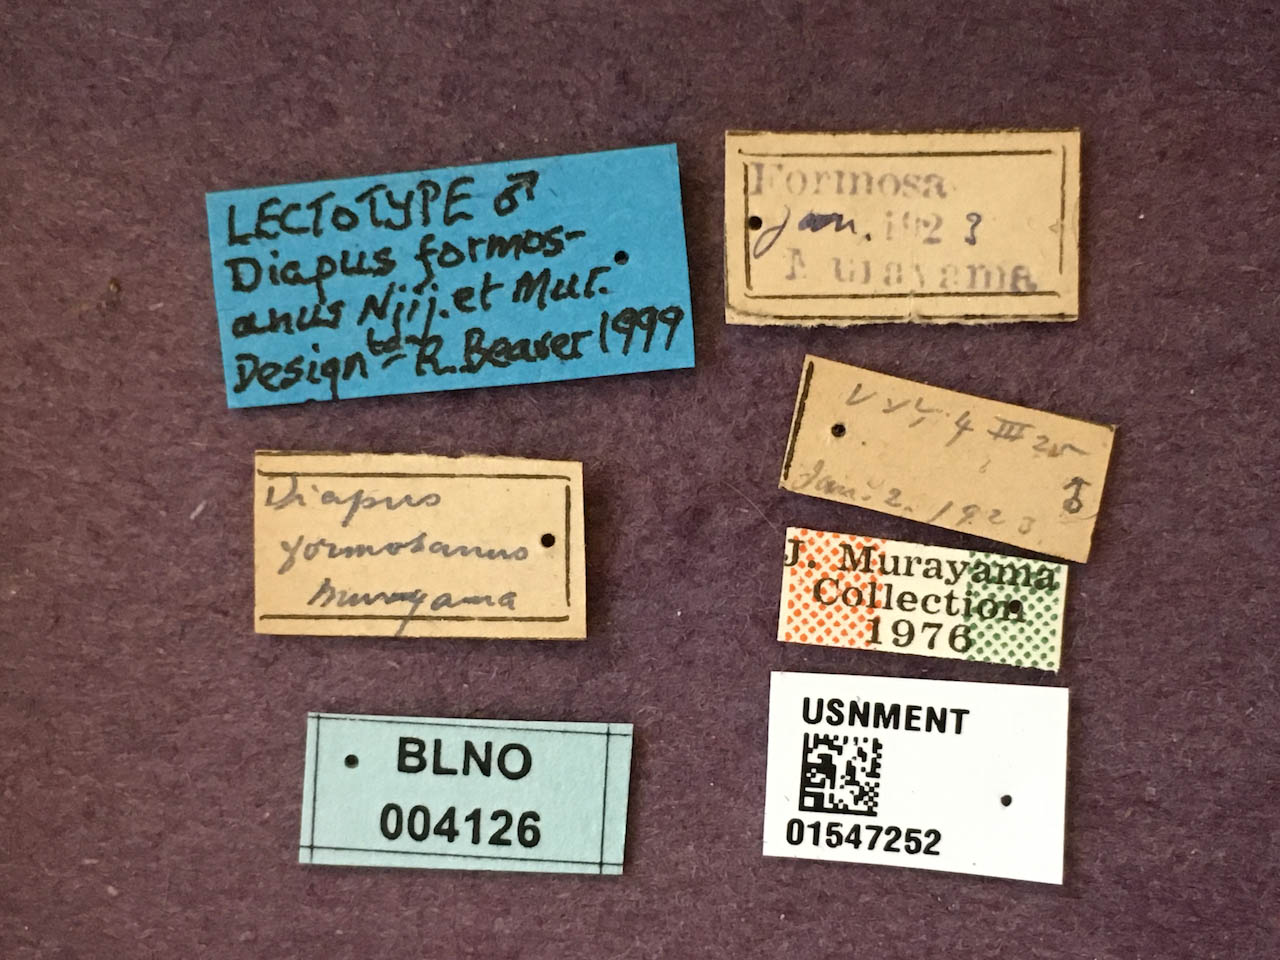 LECTOTYPE ♂
Diapus formos-
anus Niij. et Mur.
Designtd R. Beaver 1999
Formosa
Jan. 1923
Murayama
III
Jan. 2. 1923 ♂
Diapus
formosanus
Murayama
J. Murayama
Collection
1976
BLNO
004126
USNMENT
01547252